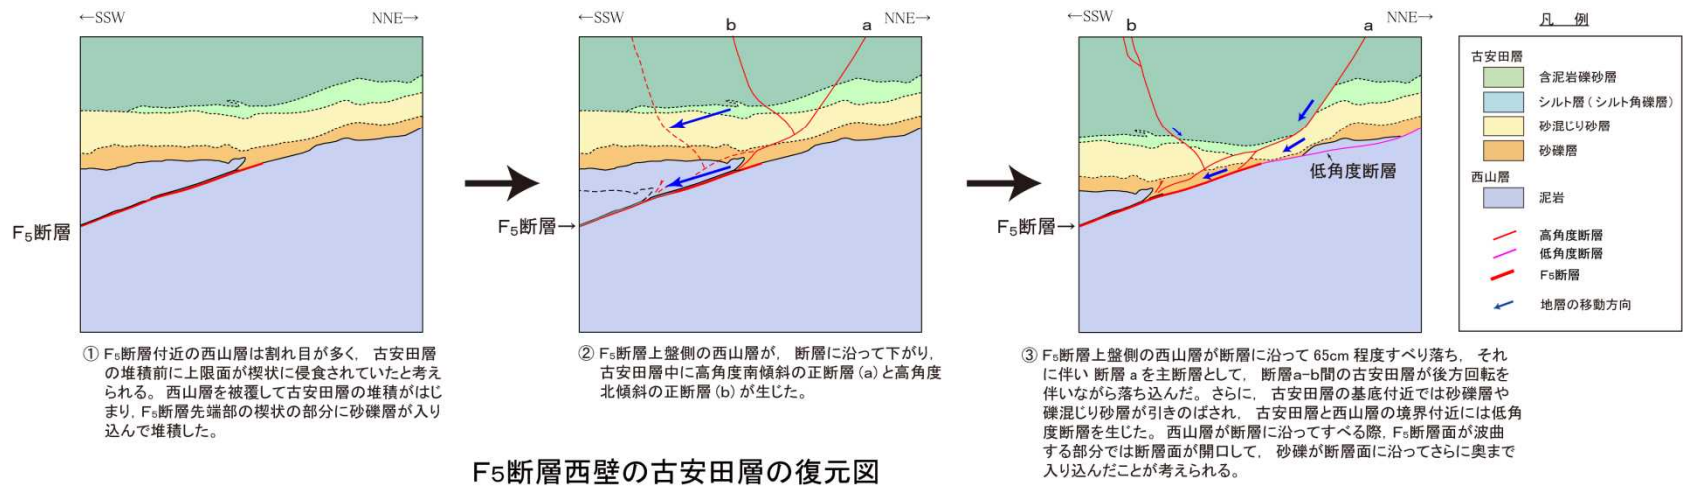 ←SSW
NNE→
F5断層
① F5断層付近の西山層は割れ目が多く， 古安田層
の堆積前に上限面が楔状に侵食されていたと考え
られる。 西山層を被覆して古安田層の堆積がはじ
まり，F5断層先端部の楔状の部分に砂礫層が入り
込んで堆積した。
←SSW
NNE→
b
a
F5断層→
② F5断層上盤側の西山層が， 断層に沿って下がり，
古安田層中に高角度南傾斜の正断層（a）と高角度
北傾斜の正断層（b）が生じた。
←SSW
NNE→
b
a
低角度断層
F5断層→
③ F5断層上盤側の西山層が断層に沿って 65cm 程度すべり落ち， それ
に伴い 断層 a を主断層として， 断層a-b間の古安田層が後方回転を
伴いながら落ち込んだ。さらに， 古安田層の基底付近では砂礫層や
礫混じり砂層が引きのばされ， 古安田層と西山層の境界付近には低角
度断層を生じた。 西山層が断層に沿ってすべる際，F5断層面が波曲
する部分では断層面が開口して， 砂礫が断層面に沿ってさらに奥まで
入り込んだことが考えられる。
凡　例
古安田層
含泥岩礫砂層
シルト層（シルト角礫層）
砂混じり砂層
砂礫層
西山層
泥岩
高角度断層
低角度断層
F5断層
地層の移動方向
F5断層西壁の古安田層の復元図